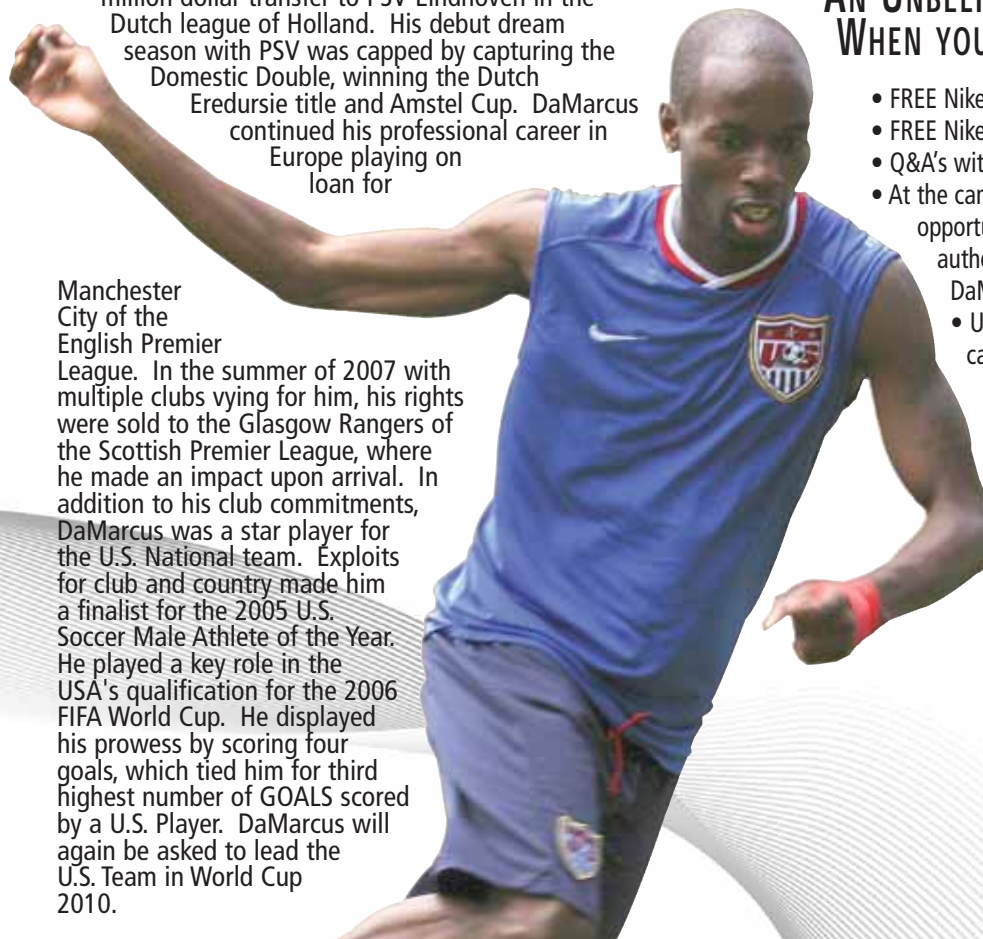 million dollar transfer to PSV Eindhoven in the
Dutch league of Holland. His debut dream
season with PSV was capped by capturing the
Domestic Double, winning the Dutch
Eredursie title and Amstel Cup. DaMarcus
continued his professional career in
Europe playing on
loan for
Manchester
City of the
English Premier
League. In the summer of 2007 with
multiple clubs vying for him, his rights
were sold to the Glasgow Rangers of
the Scottish Premier League, where
he made an impact upon arrival. In
addition to his club commitments,
DaMarcus was a star player for
the U.S. National team. Exploits
for club and country made him
a finalist for the 2005 U.S.
Soccer Male Athlete of the Year.
He played a key role in the
USA's qualification for the 2006
FIFA World Cup. He displayed
his prowess by scoring four
goals, which tied him for third
highest number of GOALS scored
by a U.S. Player. DaMarcus will
again be asked to lead the
U.S. Team in World Cup
2010.
AN
WHEN YOU
• FREE Nike
• FREE Nike
• Q&A's wit
• At the ca
opportu
autho
DaM
• U
ca
US